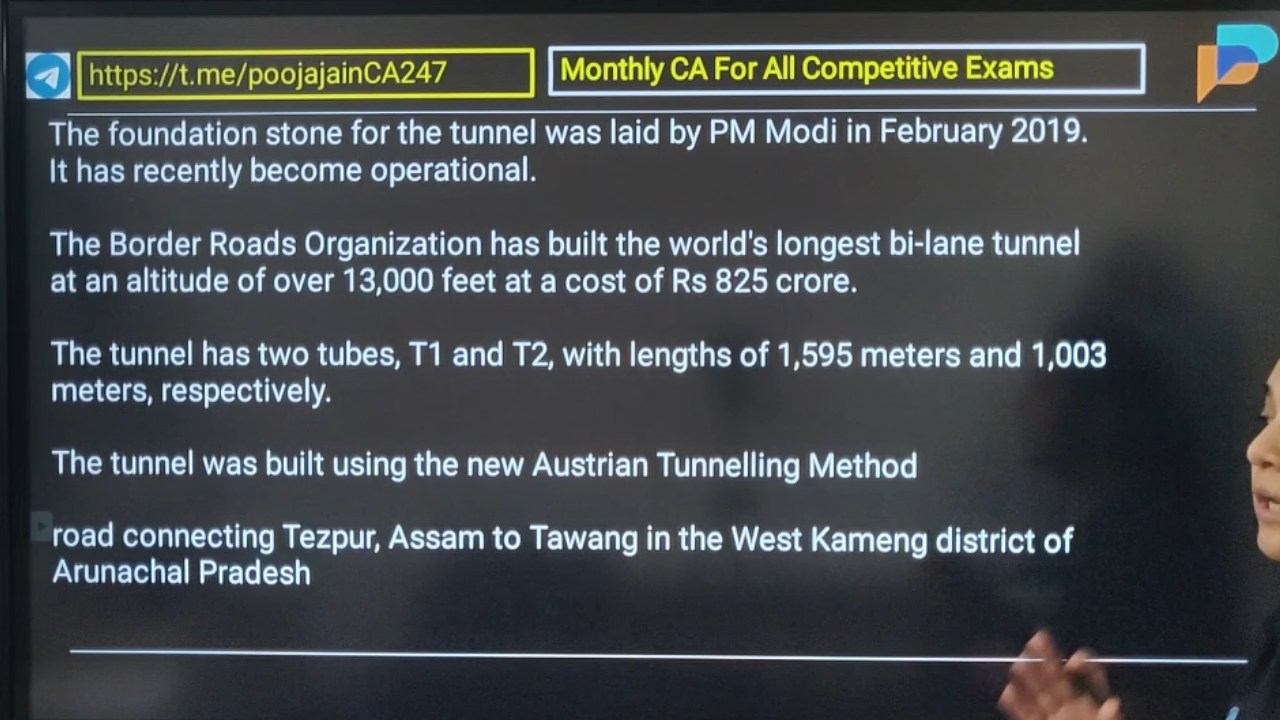 https://t.me/poojajainCA247
Monthly CA For All Competitive Exams
The foundation stone for the tunnel was laid by PM Modi in February 2019.
It has recently become operational.
The Border Roads Organization has built the world's longest bi-lane tunnel
at an altitude of over 13,000 feet at a cost of Rs 825 crore.
The tunnel has two tubes, T1 and T2, with lengths of 1,595 meters and 1,003
meters, respectively.
The tunnel was built using the new Austrian Tunnelling Method
road connecting Tezpur, Assam to Tawang in the West Kameng district of
Arunachal Pradesh